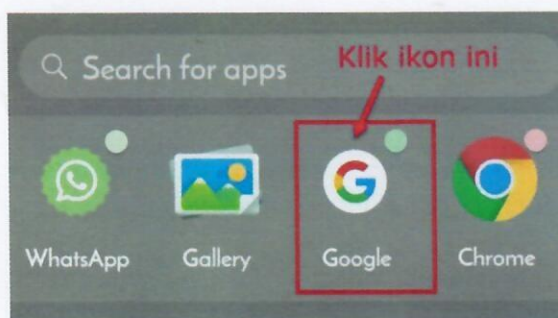 Klik ikon ini
Search for apps
WhatsApp
Gallery
Google
Chrome